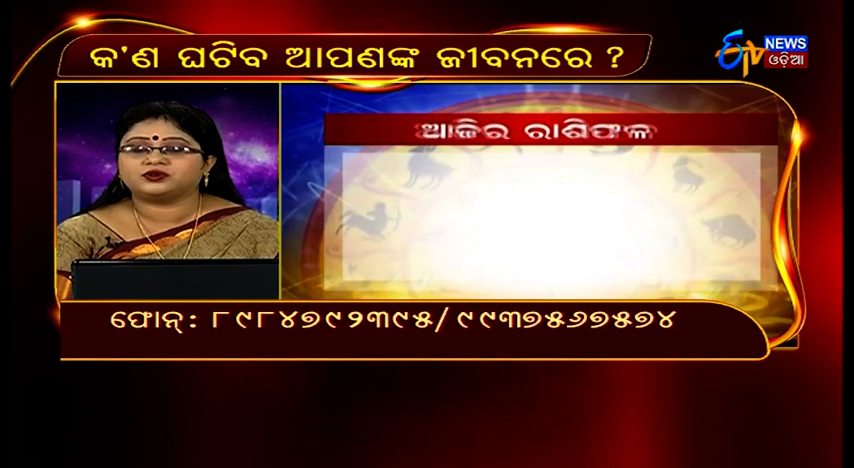 କ'ଣ ଘଟିବ ଆପଣଙ୍କ ଜୀବନରେ ?
ETV NEWS
ଓଡ଼ିଆ
ଆଜିର ରାଶିଫଳ
ଫୋନ୍ : ୮୯୮୪୭୯୨୩୯୫/୯୯୩୭୫୬୭୫୭୪